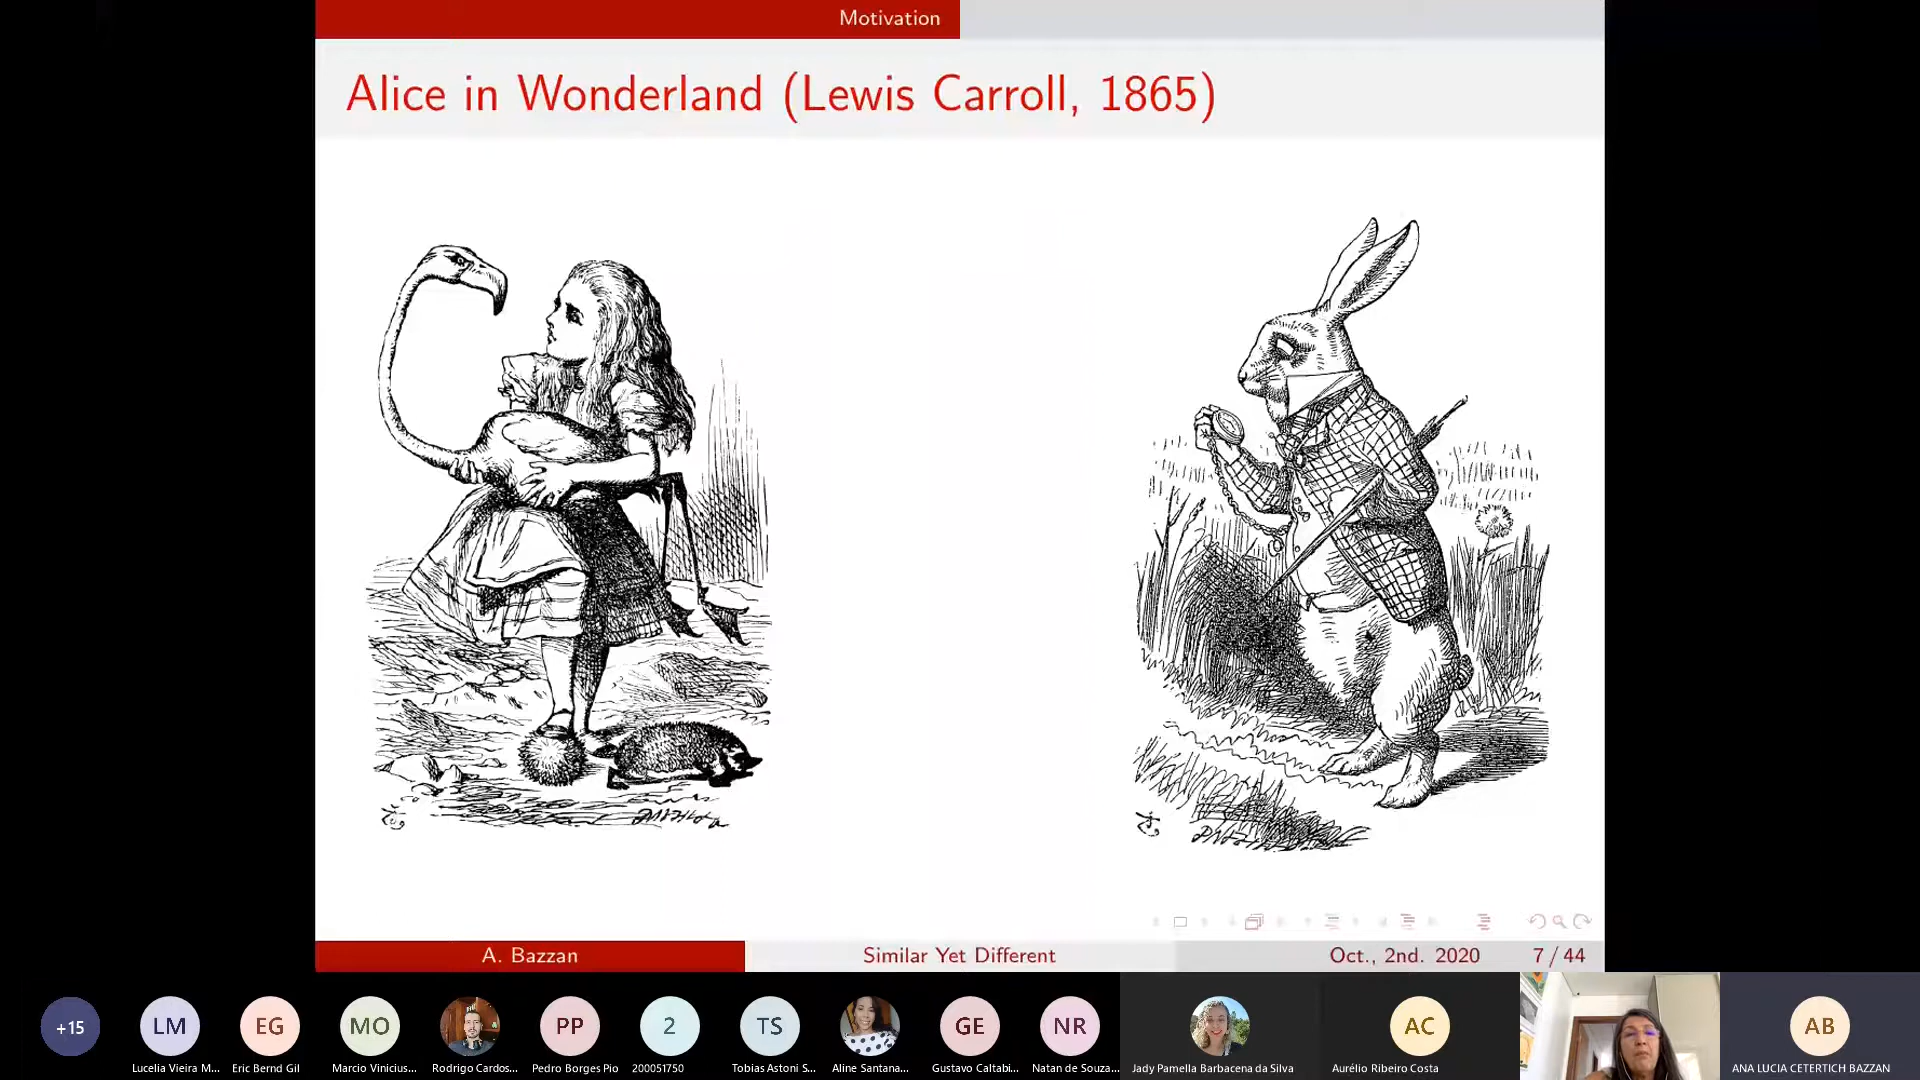 Motivation
Alice in Wonderland (Lewis Carroll, 1865)
A. Bazzan
Similar Yet Different
Oct., 2nd. 2020
7 / 44
+15
LM
EG
MO
PP
2
TS
GE
NR
AC
AB
Lucelia Vieira M...
Eric Bernd Gil
Marcio Vinicius...
Rodrigo Cardos...
Pedro Borges Pio
200051750
Tobias Astoni S...
Aline Santana...
Gustavo Caltabi...
Natan de Souza...
Jady Pamella Barbacena da Silva
Aurélio Ribeiro Costa
ANA LUCIA CETERTICH BAZZAN